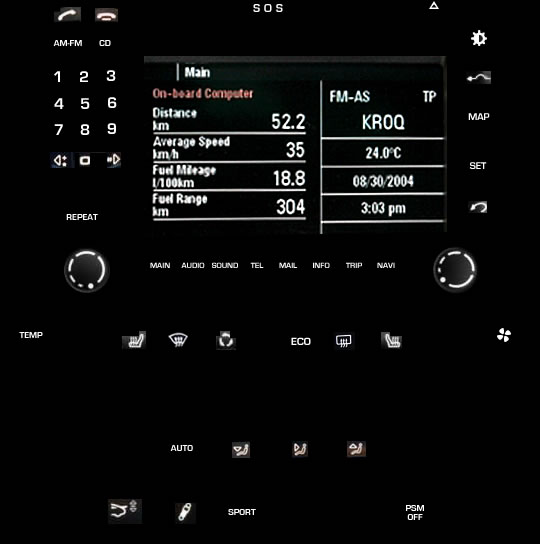 SOS
AM·FM CD
1 2 3
4 5 6
7 8 9
REPEAT
Main
On-board Computer
Distance
km 52.2
Average Speed
km/h 35
Fuel Mileage
l/100km 18.8
Fuel Range
km 304
FM-AS TP
KROQ
24.0°C
08/30/2004
3:03 pm
MAP
SET
MAIN AUDIO SOUND TEL MAIL INFO TRIP NAVI
TEMP
ECO
AUTO
SPORT
PSM
OFF